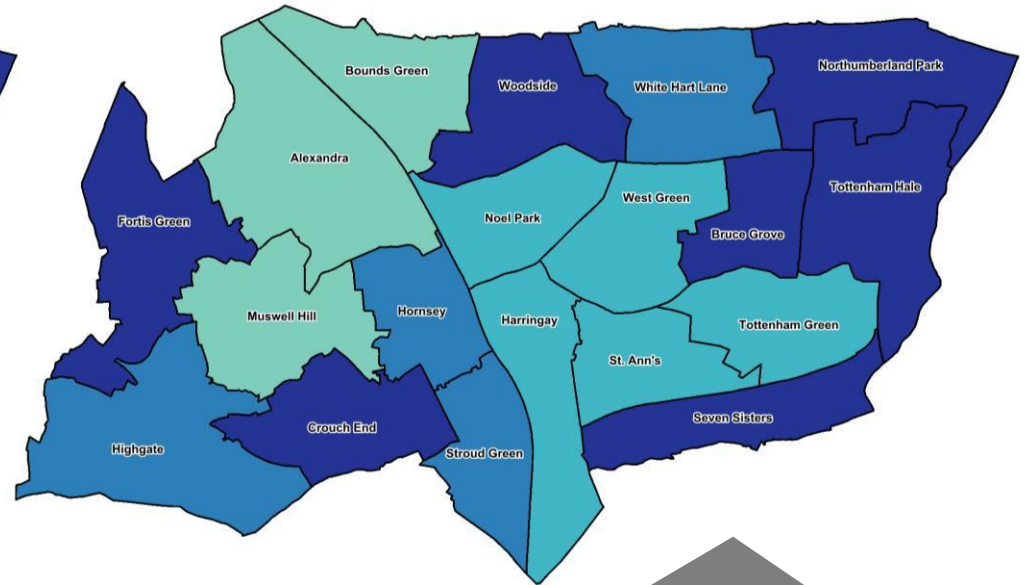 Northumberland Park
Bounds Green
Woodside
White Hart Lane
Alexandra
Tottenham Hale
West Green
Noel Park
Fortis Green
Bruce Grove
Hornsey
Muswell Hill
Harringay
Tottenham Green
St. Ann's
Seven Sisters
Crouch End
Highgate
Stroud Green